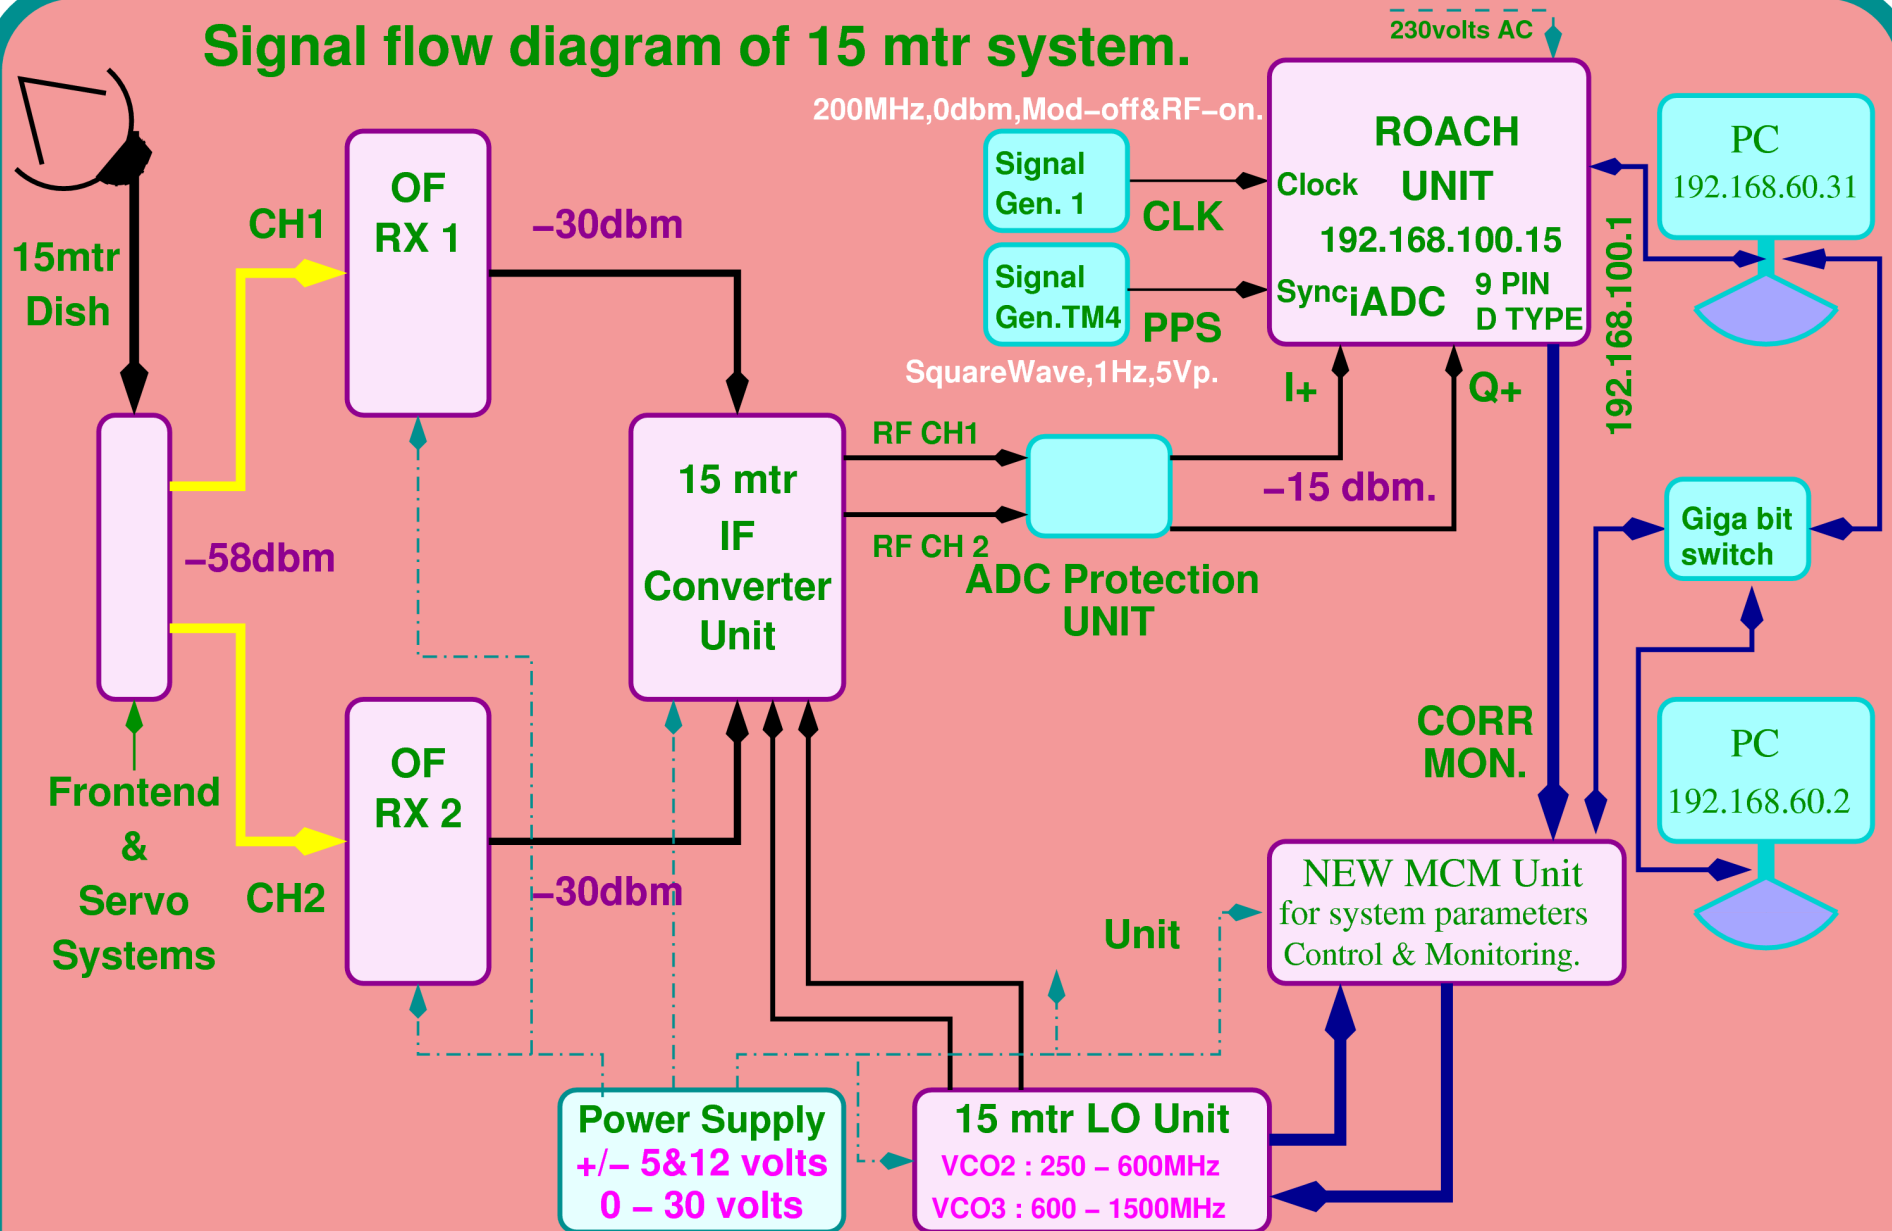 Signal flow diagram of 15 mtr system.
230volts AC
200MHz,0dbm,Mod–off&RF–on.
15mtr
Dish
CH1
OF
RX 1
–30dbm
Signal
Gen. 1
CLK
Signal
Gen.TM4
PPS
SquareWave,1Hz,5Vp.
ROACH
UNIT
Clock
192.168.100.15
Sync
iADC
9 PIN
D TYPE
192.168.100.1
PC
192.168.60.31
I+
Q+
–58dbm
15 mtr
IF
Converter
Unit
RF CH1
RF CH 2
–15 dbm.
ADC Protection
UNIT
Giga bit
switch
Frontend
&
Servo
Systems
CH2
OF
RX 2
–30dbm
CORR
MON.
PC
192.168.60.2
Unit
NEW MCM Unit
for system parameters
Control & Monitoring.
Power Supply
+/– 5&12 volts
0 – 30 volts
15 mtr LO Unit
VCO2 : 250 – 600MHz
VCO3 : 600 – 1500MHz